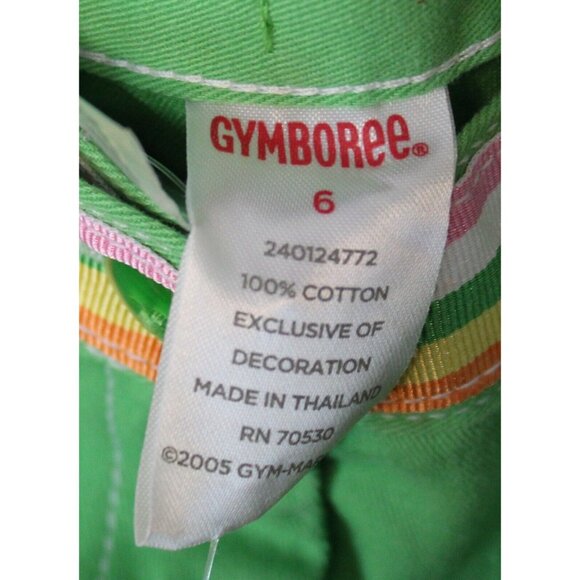 GYMBOREE®
6
240124772
100% COTTON
EXCLUSIVE OF
DECORATION
MADE IN THAILAND
RN 70530
©2005